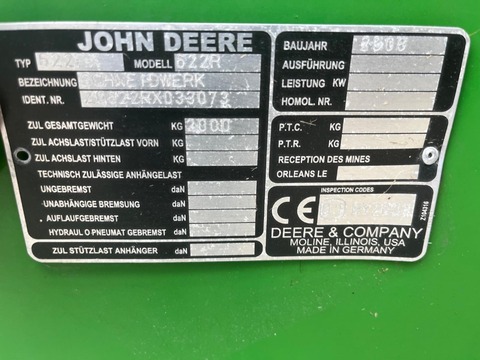 JOHN DEERE
TYP MODELL 622R
BEZEICHNUNG SCHNEIDWERK
IDENT. NR.
ZUL GESAMTGEWICHT KG 2000
ZUL ACHSLAST/STÜTZLAST VORN KG
ZUL ACHSLAST HINTEN KG
TECHNISCH ZULÄSSIGE ANHÄNGELAST
UNGEBREMST daN
UNABHÄNGIGE BREMSUNG daN
AUFLAUFGEBREMST daN
HYDRAUL O PNEUMAT GEBREMST daN
ZUL STÜTZLAST ANHÄNGER daN
BAUJAHR
AUSFÜHRUNG
LEISTUNG KW
HOMOL. NR.
P.T.C. KG
P.T.R. KG
RECEPTION DES MINES
ORLEANS LE
INSPECTION CODES
CE
DEERE & COMPANY
MOLINE, ILLINOIS, USA
MADE IN GERMANY